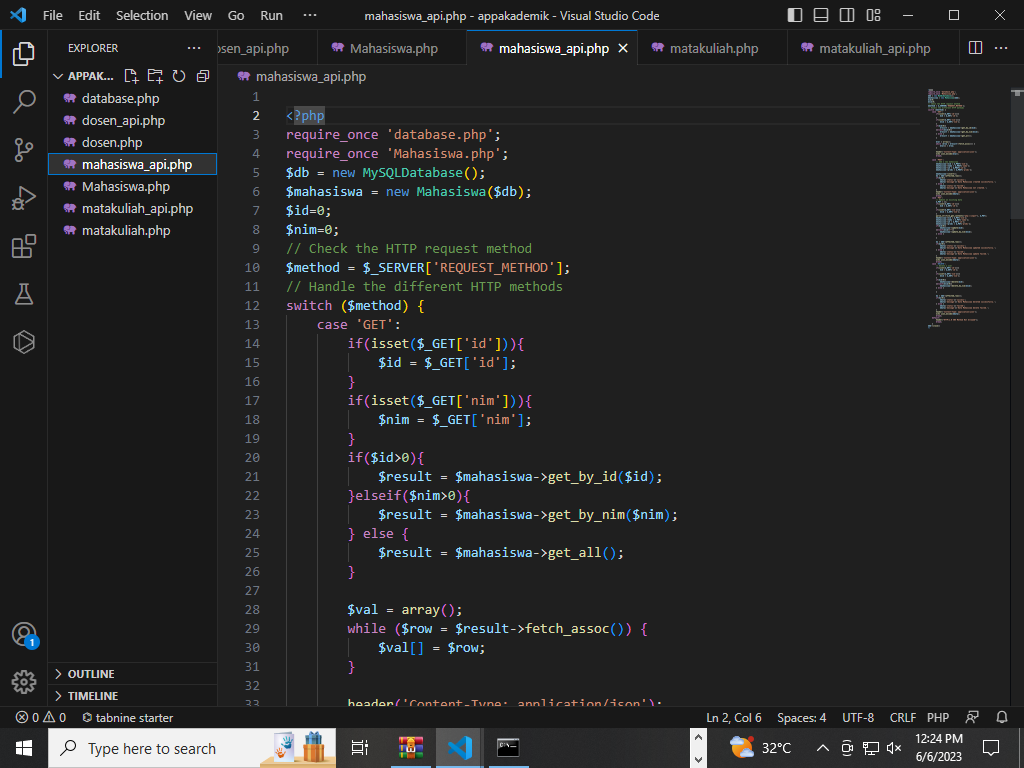 File Edit Selection View Go Run ··· mahasiswa_api.php - appakademik - Visual Studio Code
EXPLORER ···
osen_api.php Mahasiswa.php mahasiswa_api.php matakuliah.php matakuliah_api.php ···
APPAK...
mahasiswa_api.php
database.php
dosen_api.php
dosen.php
mahasiswa_api.php
Mahasiswa.php
matakuliah_api.php
matakuliah.php
OUTLINE
TIMELINE
1
2 <?php
3 require_once 'database.php';
4 require_once 'Mahasiswa.php';
5 $db = new MySQLDatabase();
6 $mahasiswa = new Mahasiswa($db);
7 $id=0;
8 $nim=0;
9 // Check the HTTP request method
10 $method = $_SERVER['REQUEST_METHOD'];
11 // Handle the different HTTP methods
12 switch ($method) {
13 case 'GET':
14 if(isset($_GET['id'])){
15 $id = $_GET['id'];
16 }
17 if(isset($_GET['nim'])){
18 $nim = $_GET['nim'];
19 }
20 if($id>0){
21 $result = $mahasiswa->get_by_id($id);
22 }elseif($nim>0){
23 $result = $mahasiswa->get_by_nim($nim);
24 } else {
25 $result = $mahasiswa->get_all();
26 }
27
28 $val = array();
29 while ($row = $result->fetch_assoc()) {
30 $val[] = $row;
31 }
32
33 header('Content-Type: application/json');
1
0 0 tabnine starter Ln 2, Col 6 Spaces: 4 UTF-8 CRLF PHP
Type here to search 32°C 12:24 PM
6/6/2023